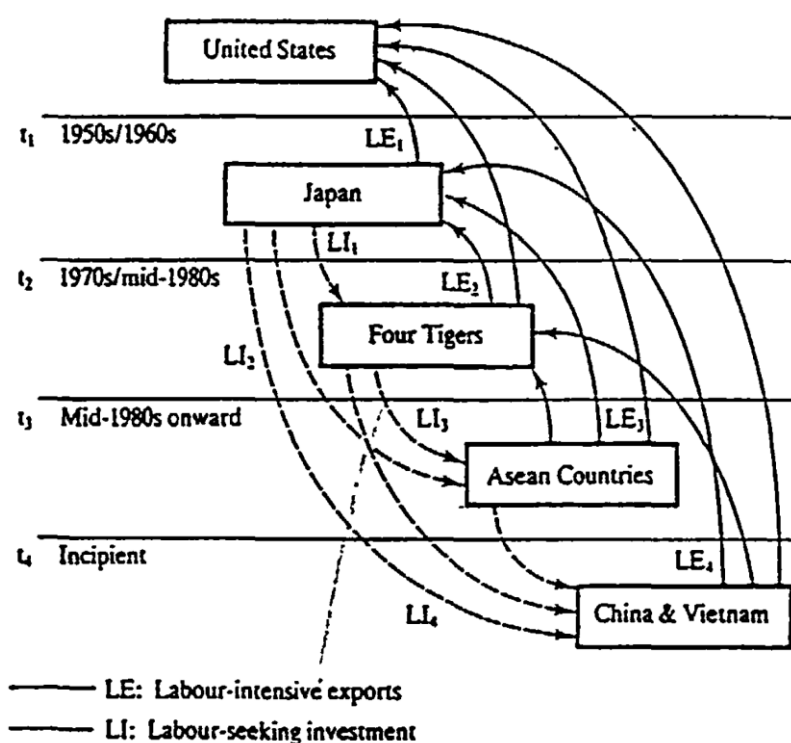 United States
t₁ 1950s/1960s
LE₁
Japan
LI₁
t₂ 1970s/mid-1980s
LE₂
Four Tigers
LI₂
t₃ Mid-1980s onward
LI₃
LE₃
Asean Countries
t₄ Incipient
LE₄
LI₄
China & Vietnam
LE: Labour-intensive exports
LI: Labour-seeking investment